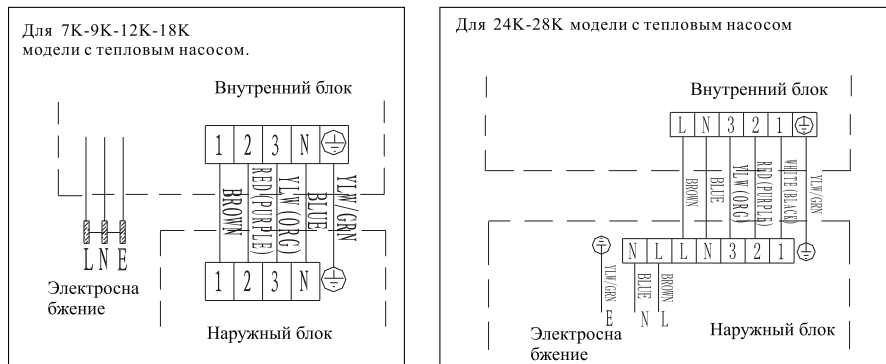 Для 7K-9K-12K-18K
модели с тепловым насосом.
Внутренний блок
1 2 3 N
BROWN
RED(PURPLE)
YLW(ORG)
BLUE
YLW/GRN
L N E
1 2 3 N
Электросна
бжение
Наружный блок
Для 24K-28K модели с тепловым насосом
Внутренний блок
L N 3 2 1
BROWN
BLUE
YLW(ORG)
RED(PURPLE)
WHITE(BLACK)
YLW/GRN
N L L N 3 2 1
YLW/GRN
BLUE
BROWN
E N L
Электросна
бжение
Наружный блок